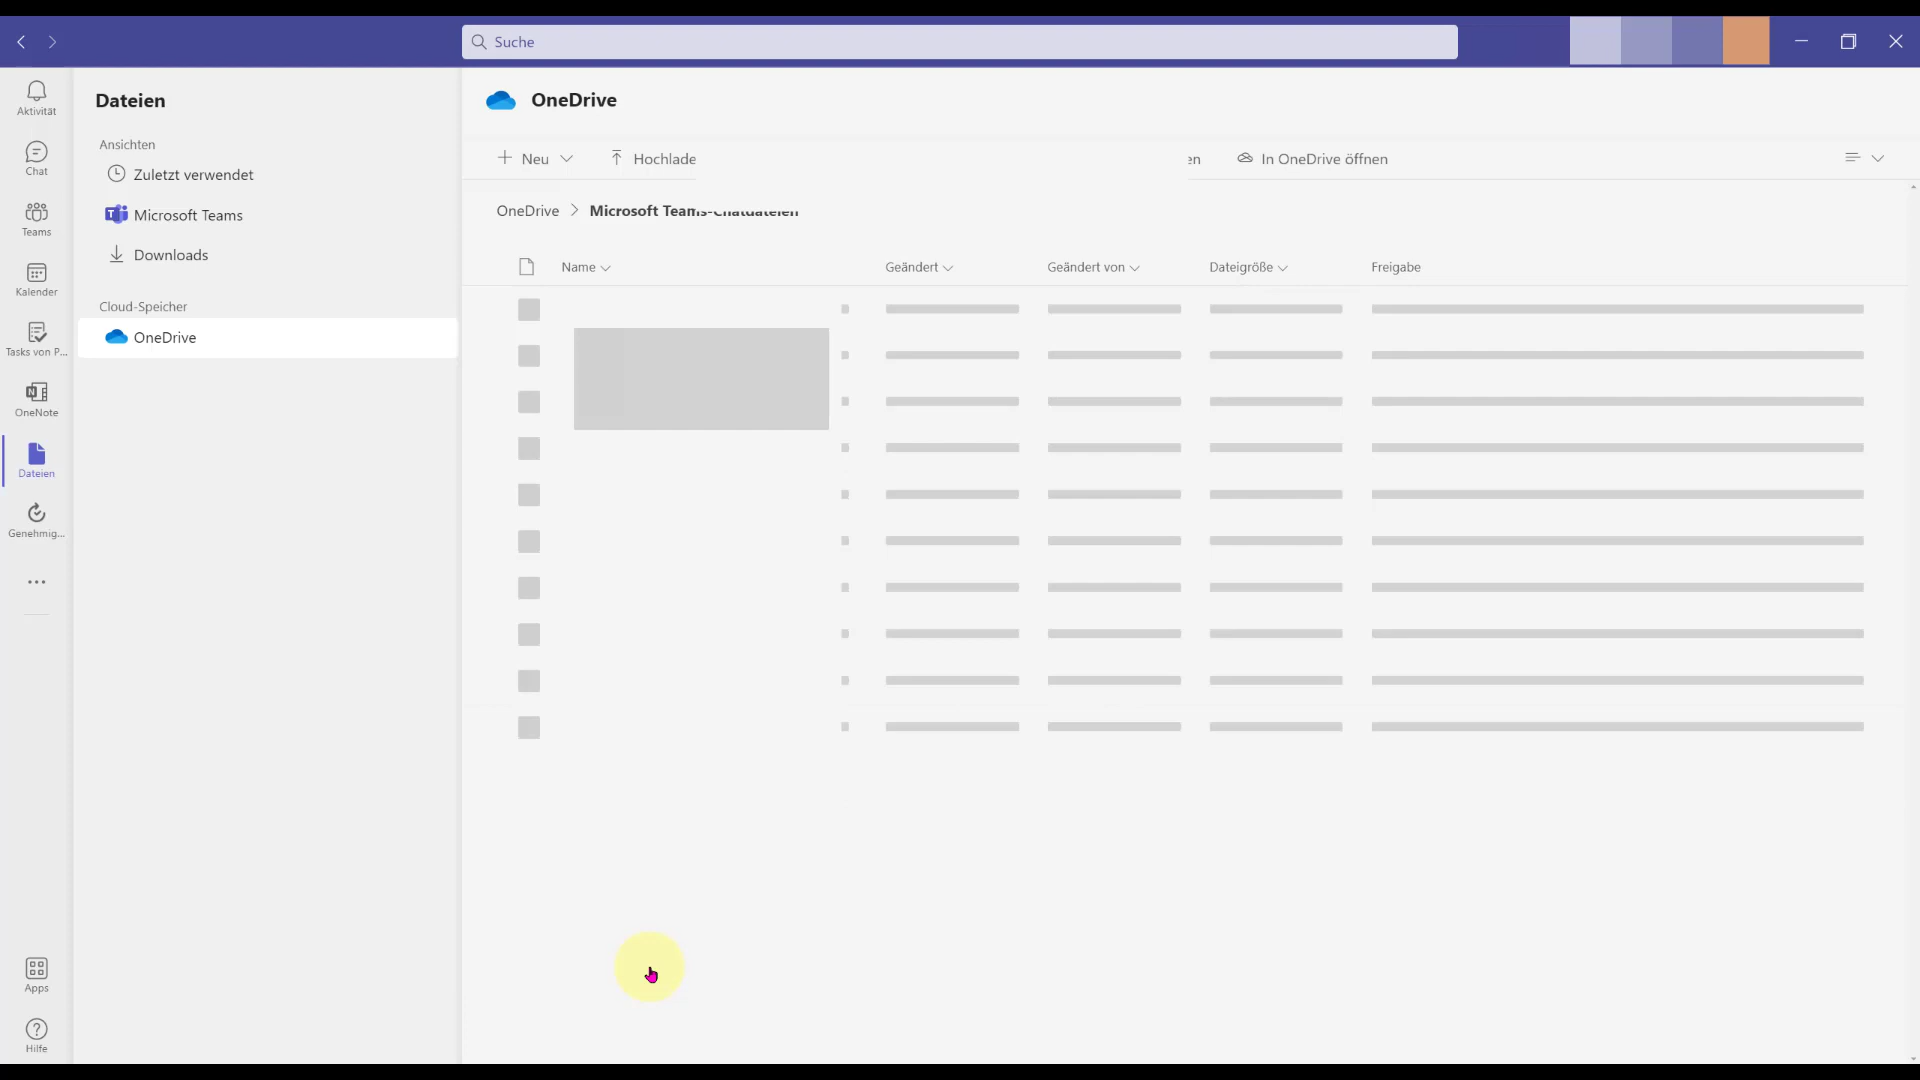 Suche
Aktivität
Chat
Teams
Kalender
Tasks von P...
OneNote
Dateien
Genehmig...
Apps
Hilfe
Dateien
Ansichten
Zuletzt verwendet
Microsoft Teams
Downloads
Cloud-Speicher
OneDrive
OneDrive
Neu Hochlade en In OneDrive öffnen
OneDrive > Microsoft Teams-Chatdateien
Name Geändert Geändert von Dateigröße Freigabe